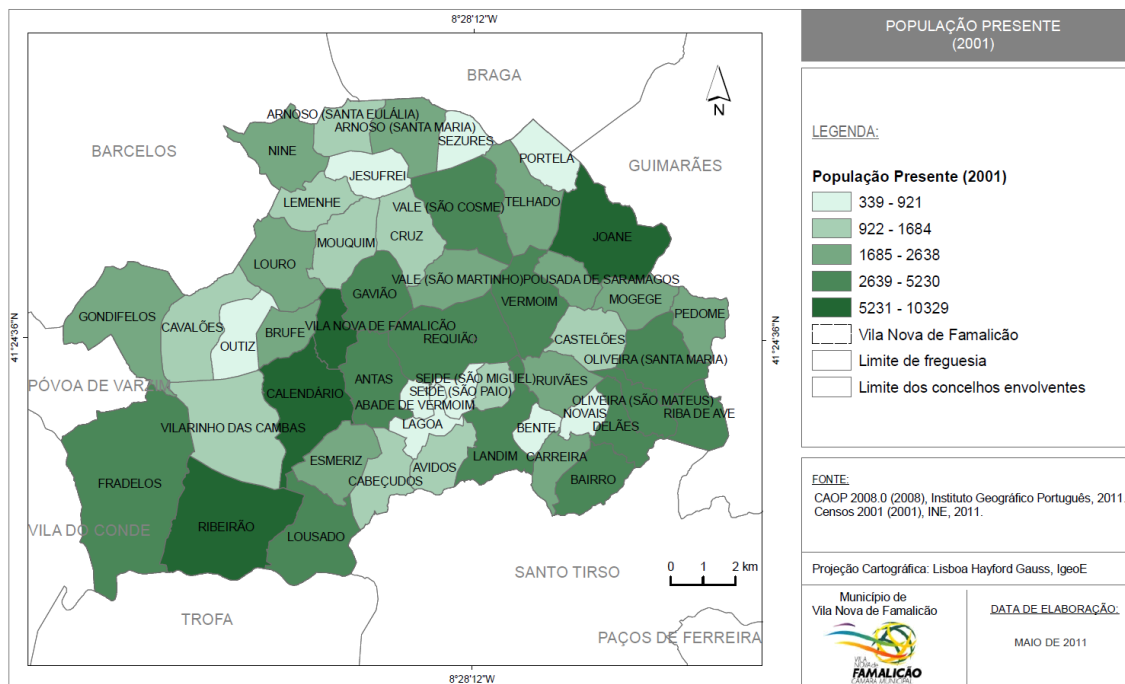 8°28'12"W
POPULAÇÃO PRESENTE
(2001)
BRAGA
N
ARNOSO (SANTA EULÁLIA)
ARNOSO (SANTA MARIA)
SEZURES
BARCELOS
NINE
PORTELA
GUIMARÃES
JESUFREI
LEMENHE
VALE (SÃO COSME)
TELHADO
MOUQUIM
CRUZ
JOANE
LOURO
VALE (SÃO MARTINHO)
POUSADA DE SARAMAGOS
GAVIÃO
VERMOIM
MOGEGE
GONDIFELOS
CAVALÕES
BRUFE
VILA NOVA DE FAMALICÃO
PEDOME
OUTIZ
REQUIÃO
CASTELÕES
OLIVEIRA (SANTA MARIA)
41°24'36"N
41°24'36"N
PÓVOA DE VARZIM
CALENDÁRIO
ANTAS
SEIDE (SÃO MIGUEL)
RUIVÃES
SEIDE (SÃO PAIO)
ABADE DE VERMOIM
OLIVEIRA (SÃO MATEUS)
NOVAIS
RIBA DE AVE
VILARINHO DAS CAMBAS
LAGOA
BENTE
DELÃES
ESMERIZ
AVIDOS
LANDIM
CARREIRA
FRADELOS
CABEÇUDOS
BAIRRO
VILA DO CONDE
RIBEIRÃO
LOUSADO
SANTO TIRSO
0 1 2 km
TROFA
PAÇOS DE FERREIRA
8°28'12"W
LEGENDA:
População Presente (2001)
339 - 921
922 - 1684
1685 - 2638
2639 - 5230
5231 - 10329
Vila Nova de Famalicão
Limite de freguesia
Limite dos concelhos envolventes
FONTE:
CAOP 2008.0 (2008), Instituto Geográfico Português, 2011.
Censos 2001 (2001), INE, 2011.
Projeção Cartográfica: Lisboa Hayford Gauss, IgeoE
Município de
Vila Nova de Famalicão
VILA
NOVA de
FAMALICÃO
CÂMARA MUNICIPAL
DATA DE ELABORAÇÃO:
MAIO DE 2011